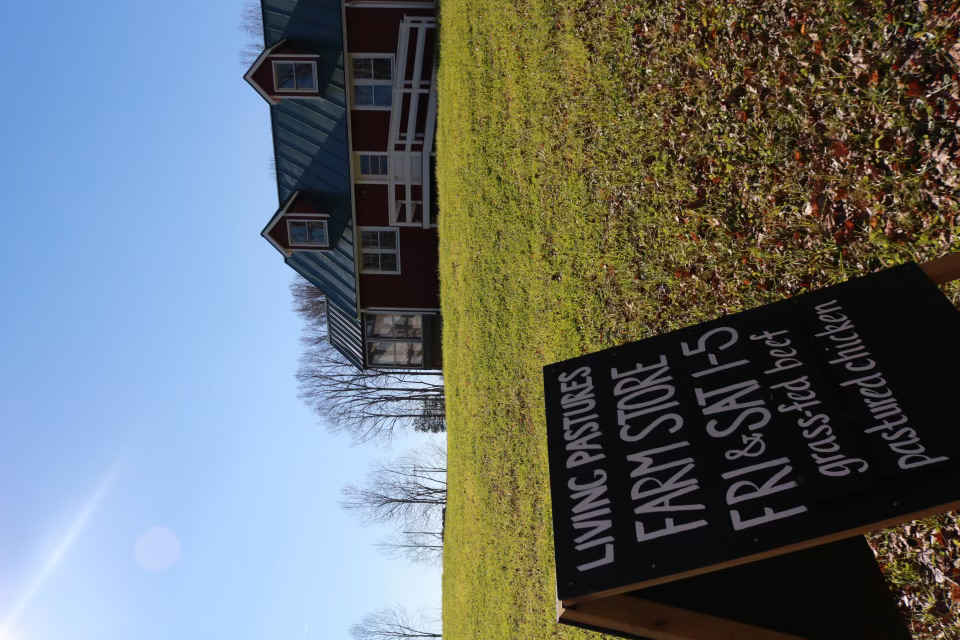 LIVING PASTURES
FARM STORE
FRI & SAT 1-5
grass-fed beef
pastured chicken